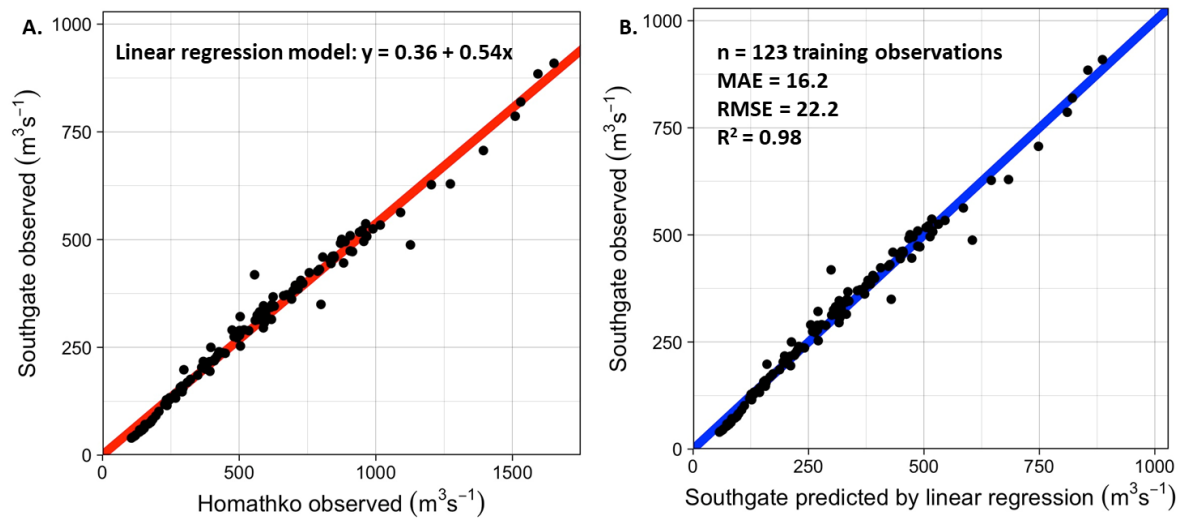 A.
Linear regression model: y = 0.36 + 0.54x
Southgate observed (m³s⁻¹)
1000
750
500
250
0
0 500 1000 1500
Homathko observed (m³s⁻¹)
B.
n = 123 training observations
MAE = 16.2
RMSE = 22.2
R² = 0.98
Southgate observed (m³s⁻¹)
1000
750
500
250
0
0 250 500 750 1000
Southgate predicted by linear regression (m³s⁻¹)